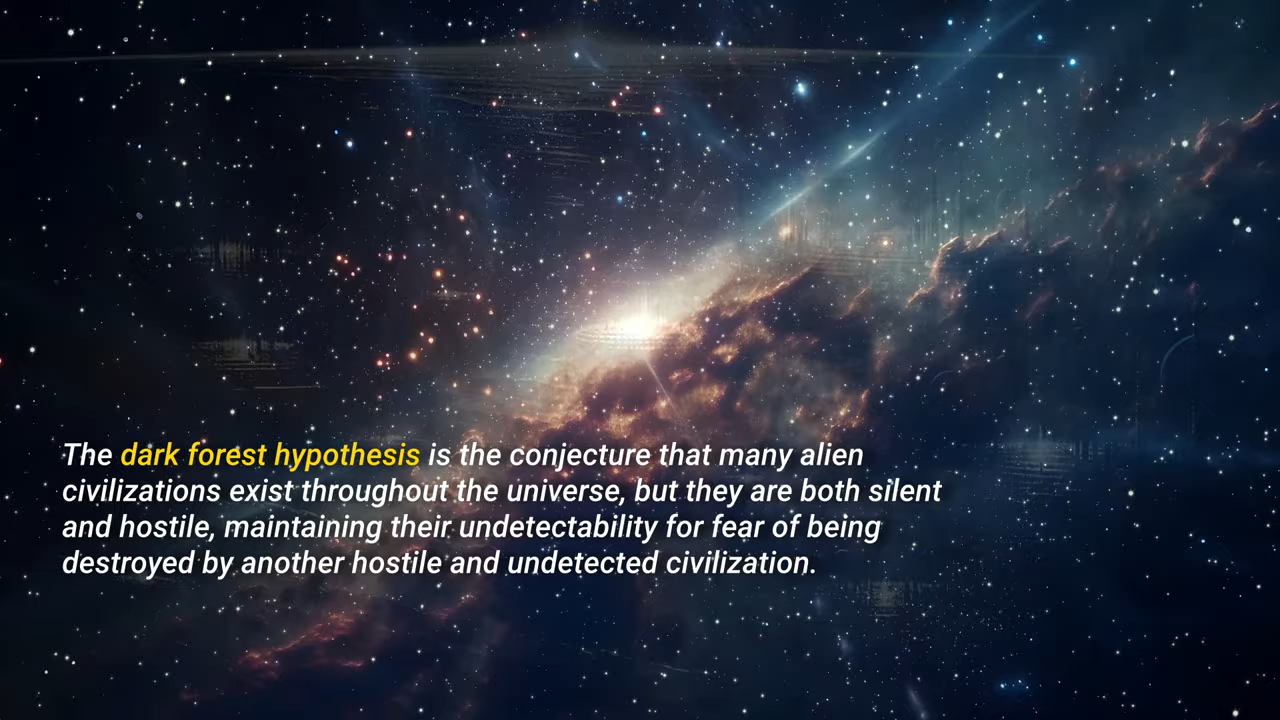 The dark forest hypothesis is the conjecture that many alien
civilizations exist throughout the universe, but they are both silent
and hostile, maintaining their undetectability for fear of being
destroyed by another hostile and undetected civilization.